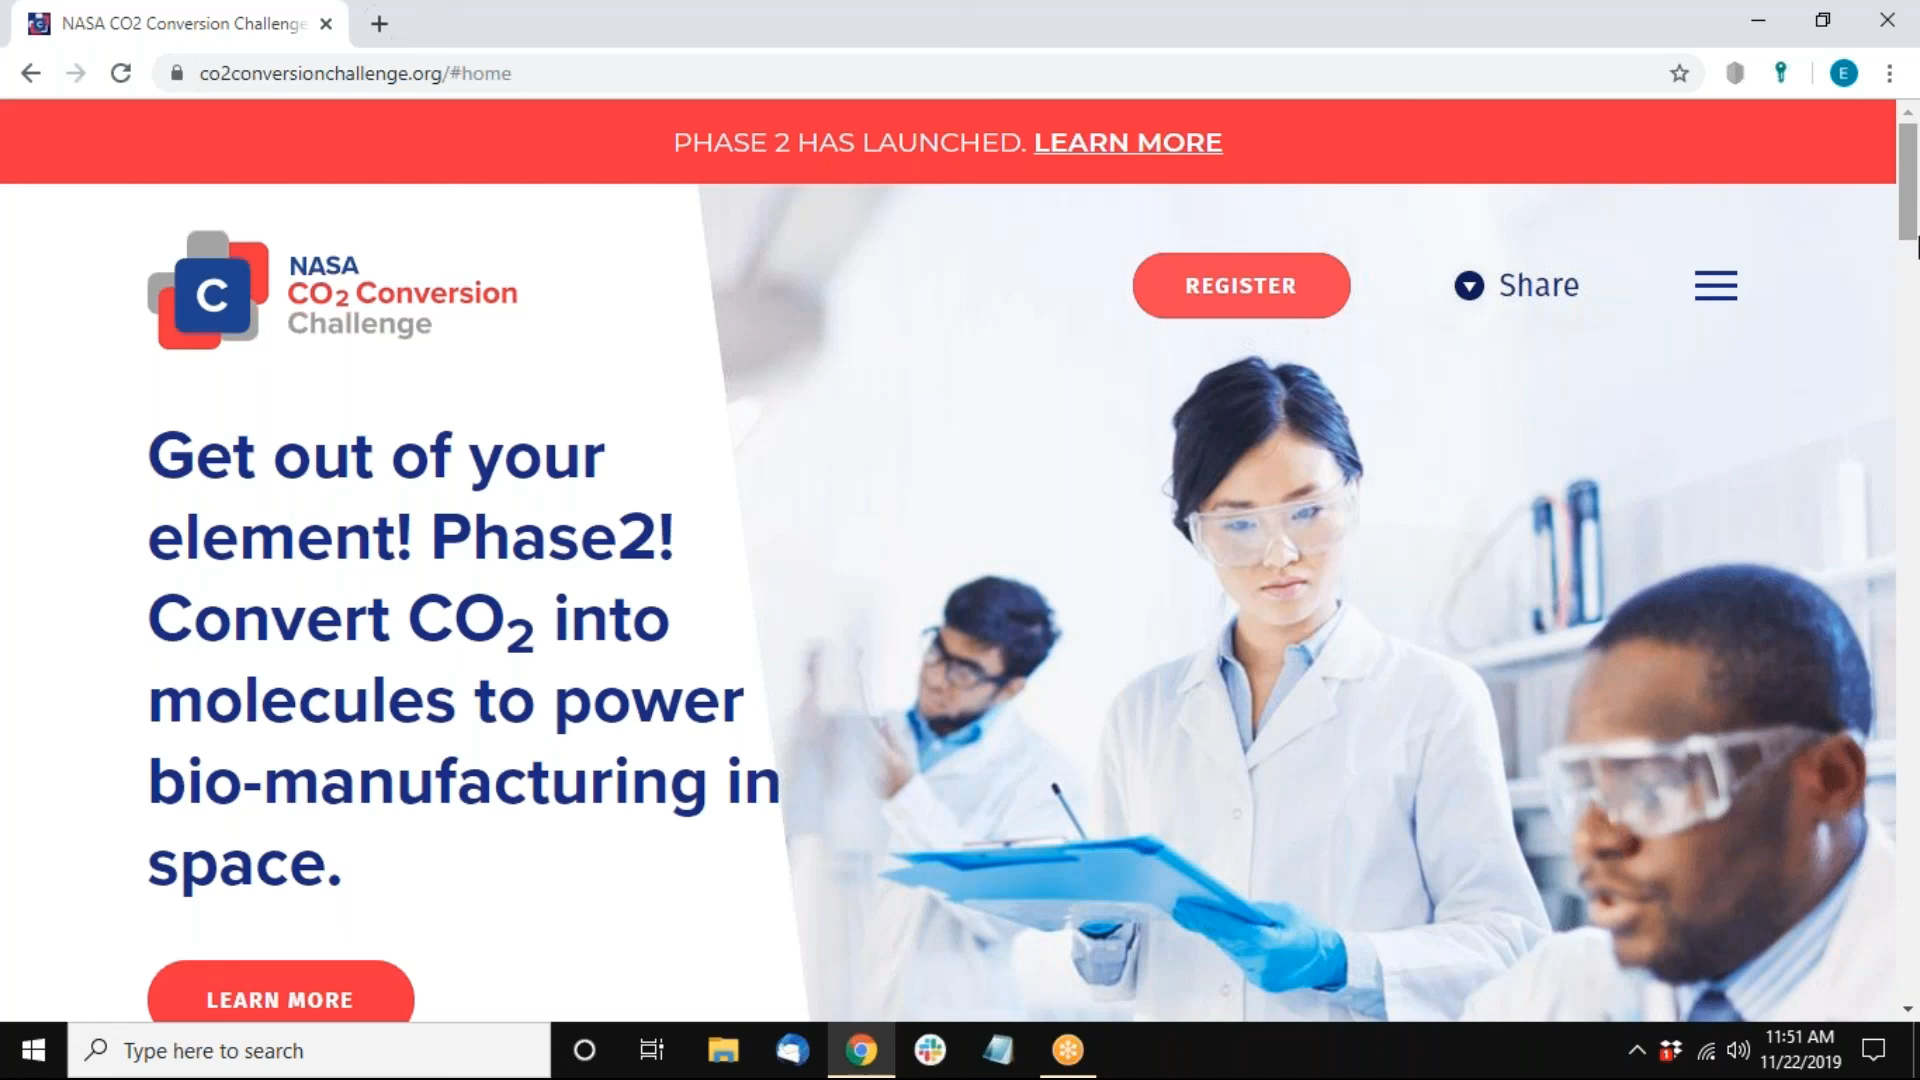 NASA CO2 Conversion Challenge
co2conversionchallenge.org/#home
E
PHASE 2 HAS LAUNCHED. LEARN MORE
C
NASA
CO2 Conversion
Challenge
REGISTER
Share
Get out of your
element! Phase2!
Convert CO2 into
molecules to power
bio-manufacturing in
space.
LEARN MORE
Type here to search
1
11:51 AM
11/22/2019